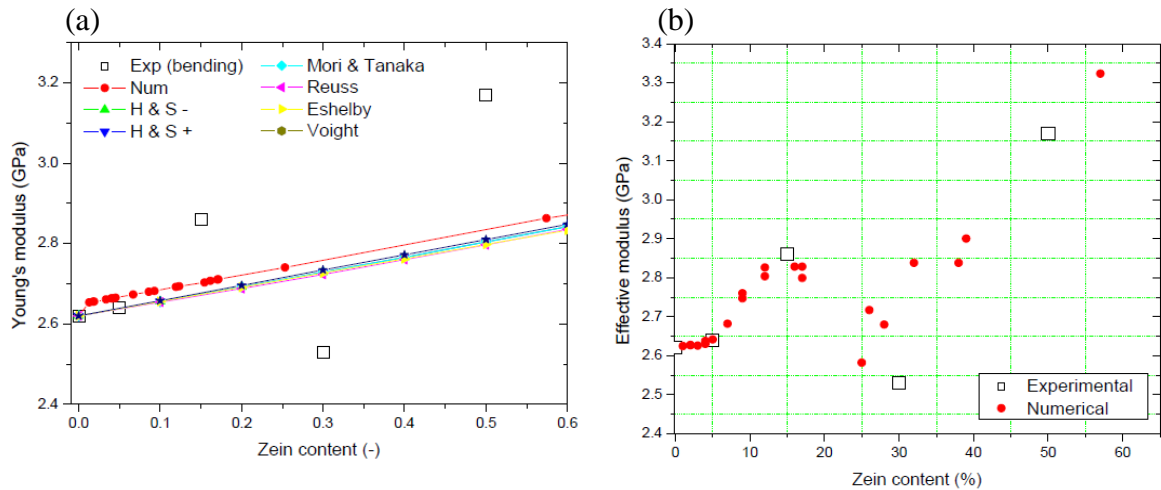 (a)
Exp (bending)
Num
H & S -
H & S +
Mori & Tanaka
Reuss
Eshelby
Voight
3.2
3.0
2.8
2.6
2.4
Young's modulus (GPa)
0.0 0.1 0.2 0.3 0.4 0.5 0.6
Zein content (-)
(b)
3.4
3.3
3.2
3.1
3.0
2.9
2.8
2.7
2.6
2.5
2.4
Effective modulus (GPa)
Experimental
Numerical
0 10 20 30 40 50 60
Zein content (%)